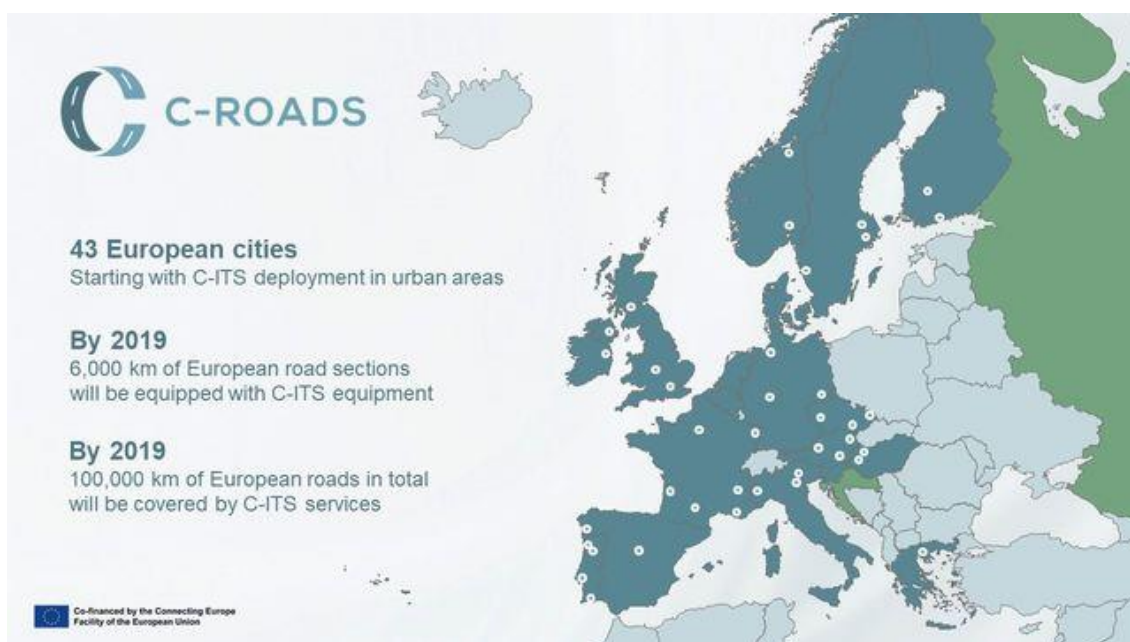 C-ROADS
43 European cities
Starting with C-ITS deployment in urban areas
By 2019
6,000 km of European road sections
will be equipped with C-ITS equipment
By 2019
100,000 km of European roads in total
will be covered by C-ITS services
Co-financed by the Connecting Europe
Facility of the European Union